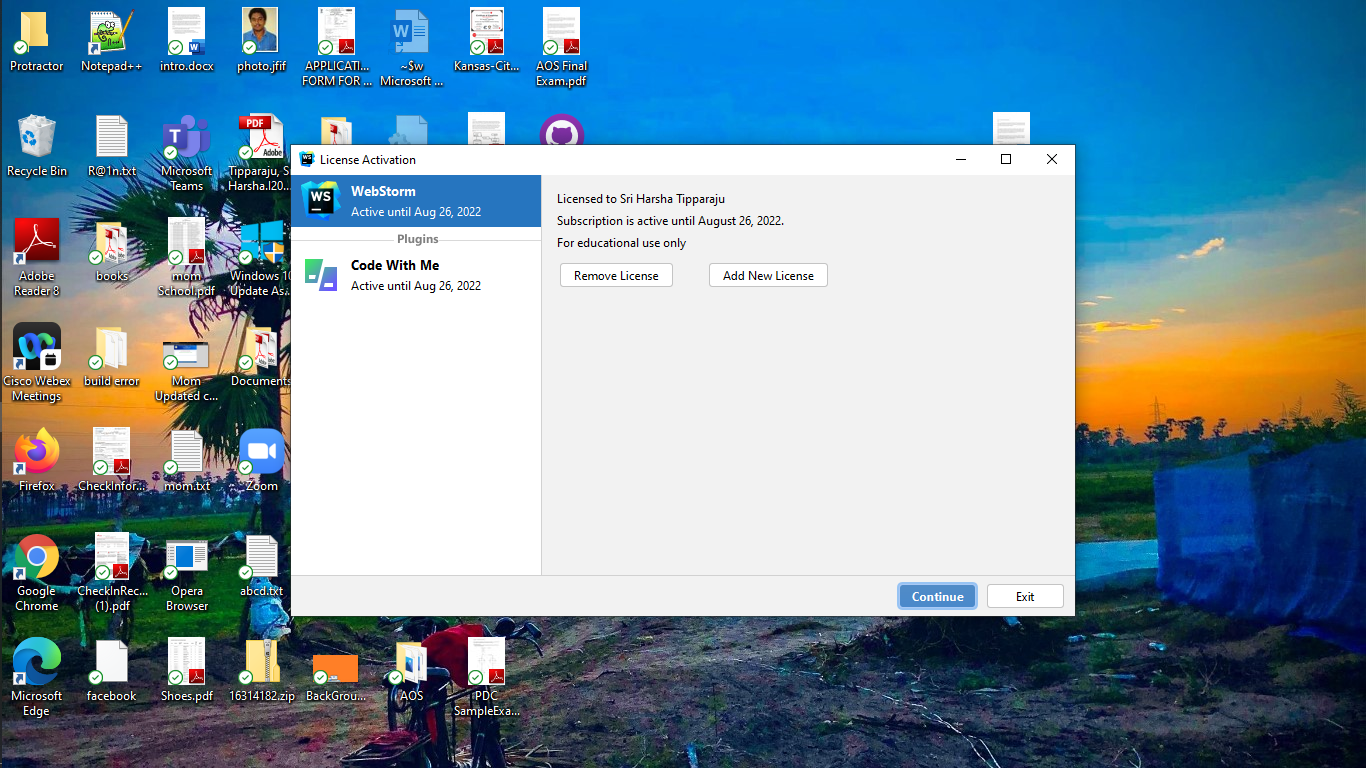 Protractor
Notepad++
intro.docx
photo.jfif
APPLICATI...
FORM FOR ...
~$w
Microsoft ...
Kansas-Cit...
AOS Final
Exam.pdf
Recycle Bin
R@1n.txt
Microsoft
Teams
Tipparaju, S
Harsha.I20...
License Activation
WS
WebStorm
Active until Aug 26, 2022
Plugins
Code With Me
Active until Aug 26, 2022
Licensed to Sri Harsha Tipparaju
Subscription is active until August 26, 2022.
For educational use only
Remove License
Add New License
Continue
Exit
Adobe
Reader 8
books
mom
School.pdf
Windows 10
Update As...
Cisco Webex
Meetings
build error
Mom
Updated c...
Documents
Firefox
CheckInfor...
mom.txt
Zoom
Google
Chrome
CheckInRec...
(1).pdf
Opera
Browser
abcd.txt
Microsoft
Edge
facebook
Shoes.pdf
16314182.zip
BackGrou...
AOS
PDC
SampleExa...